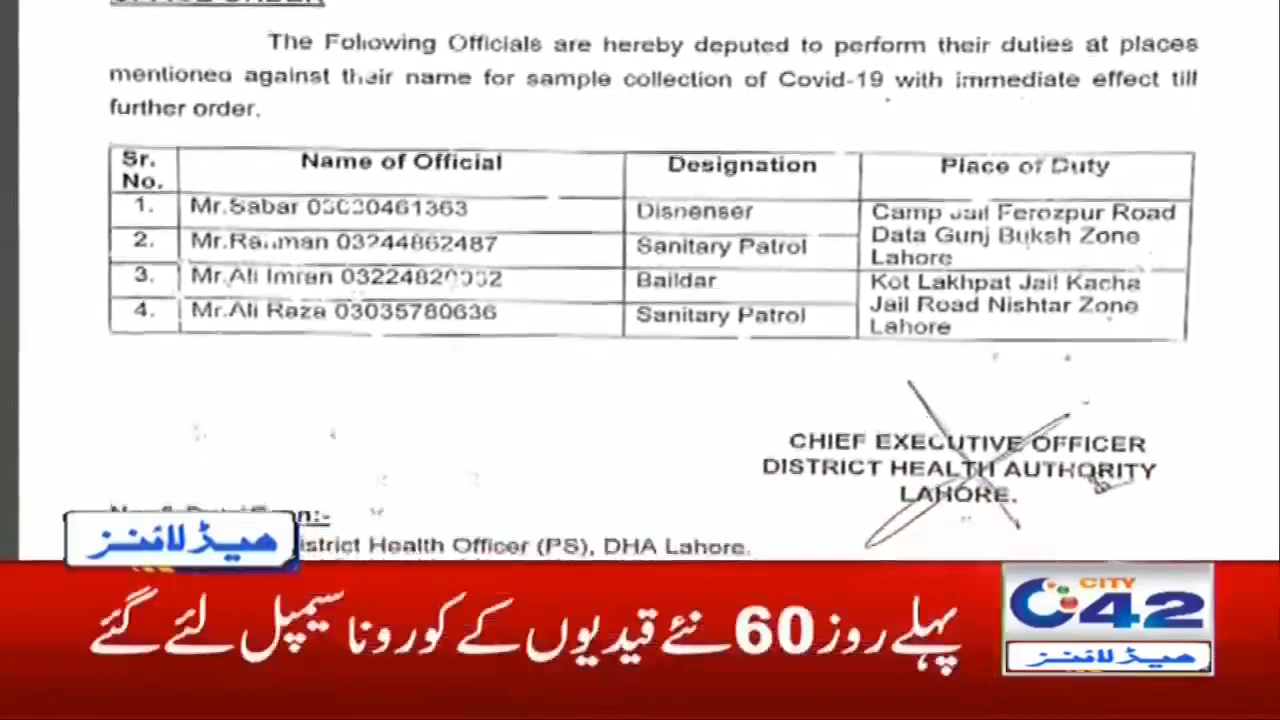 The Following Officials are hereby deputed to perform their duties at places
mentioned against their name for sample collection of Covid-19 with immediate effect till
further order.
Sr. No. Name of Official Designation Place of Duty
1. Mr.Sabar Dispenser Camp Jail Ferozpur Road Data Gunj Buksh Zone Lahore
2. Mr.Rehman 03244862487 Sanitary Patrol
3. Mr.Ali Imran Baildar Kot Lakhpat Jail Kacha Jail Road Nishtar Zone Lahore
4. Mr.Ali Raza 03035780636 Sanitary Patrol
CHIEF EXECUTIVE OFFICER
DISTRICT HEALTH AUTHORITY
LAHORE.
Health Officer (PS), DHA Lahore.
ہیڈلائنز
پہلے روز 60 نئے قیدیوں کے کورونا سیمپل لئے گئے
CITY
42
ہیڈلائنز